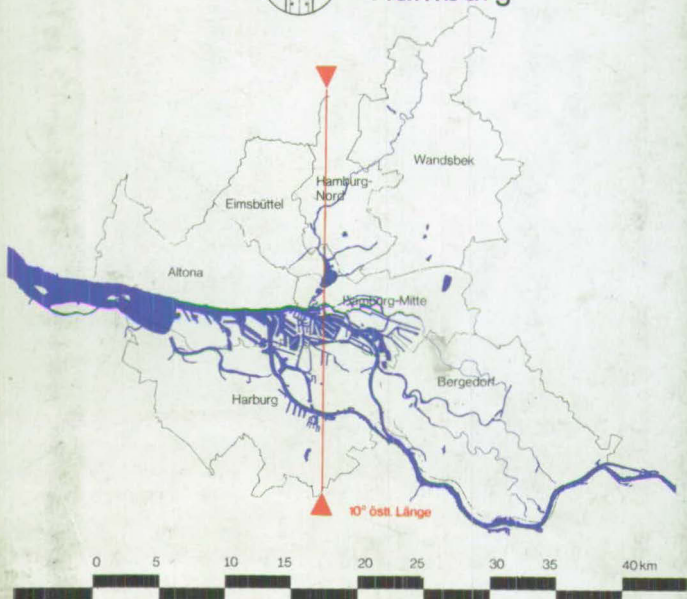 Wandsbek
Hamburg-
Nord
Eimsbüttel
Altona
Hamburg-Mitte
Bergedorf
Harburg
10° östl. Länge
0 5 10 15 20 25 30 35 40 km